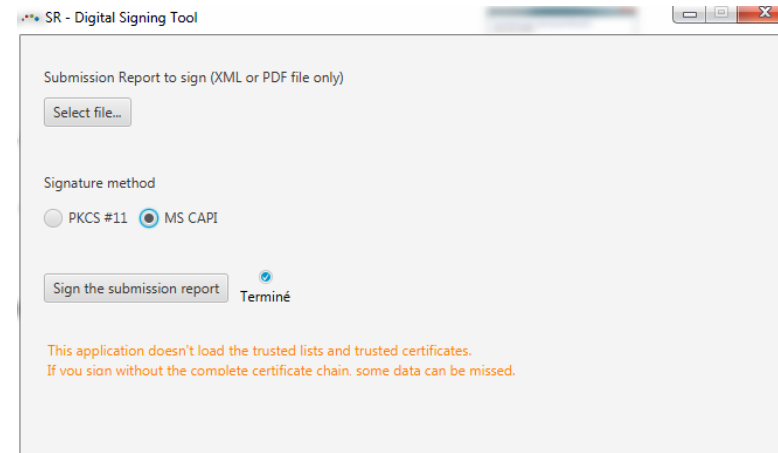 SR - Digital Signing Tool
Submission Report to sign (XML or PDF file only)
Select file...
Signature method
PKCS #11 MS CAPI
Sign the submission report
Terminé
This application doesn't load the trusted lists and trusted certificates.
If you sign without the complete certificate chain, some data can be missed.